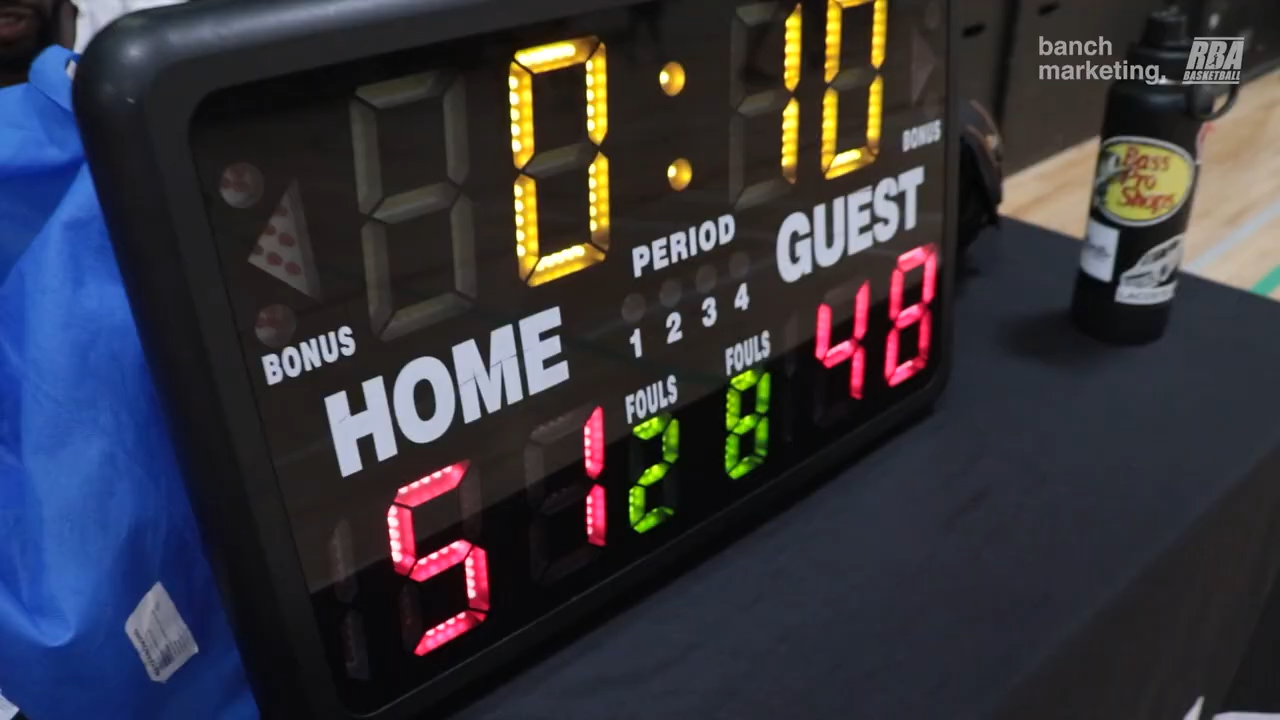 banch
marketing.
RBA
BASKETBALL
0:10
BONUS
PERIOD
GUEST
1 2 3 4
BONUS
HOME
FOULS
FOULS
51
2
8
48
Bass
Pro
Shops